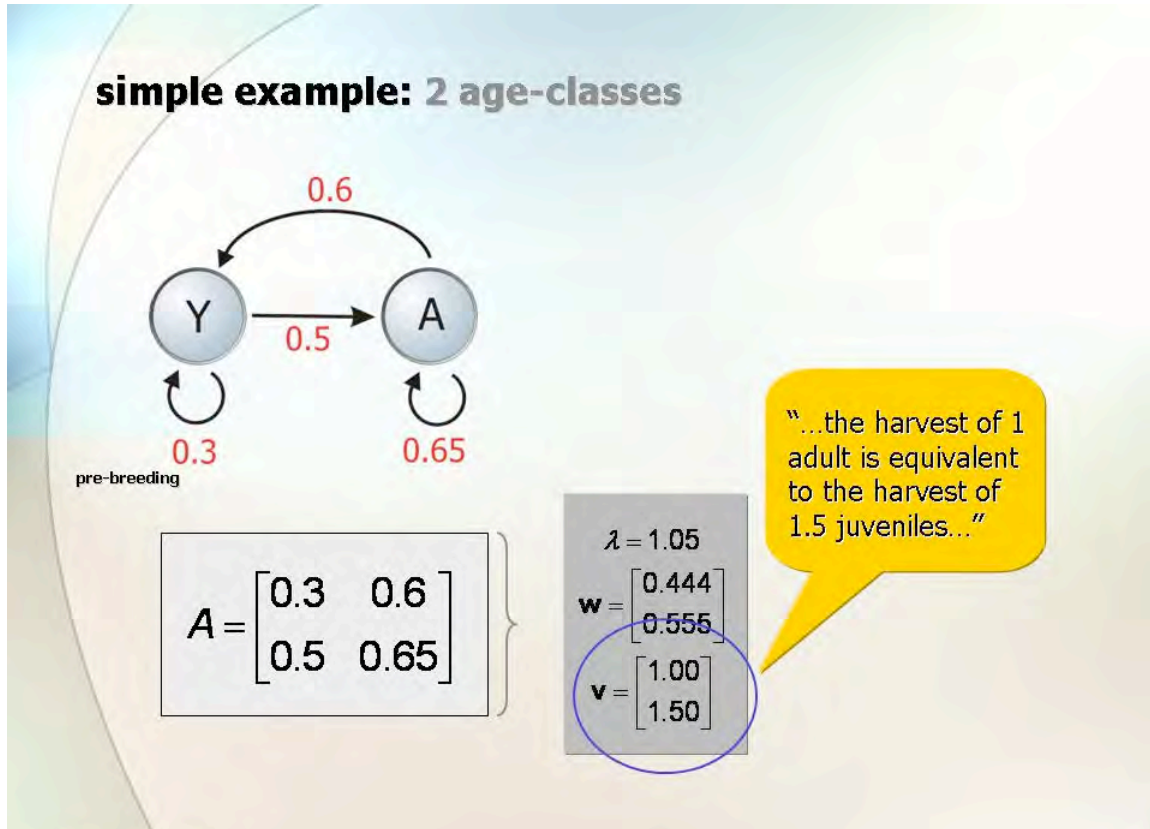 simple example: 2 age-classes
0.6
Y
A
0.5
0.3
0.65
pre-breeding
A = [0.3 0.6
0.5 0.65]
λ = 1.05
w = [0.444
0.555]
v = [1.00
1.50]
“...the harvest of 1
adult is equivalent
to the harvest of
1.5 juveniles...”